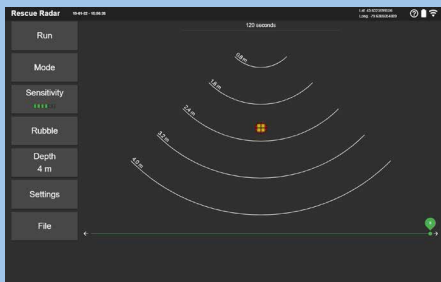 Rescue Radar
120 seconds
Run
Mode
Sensitivity
Rubble
Depth
4 m
Settings
File
0.8 m
1.6 m
2.4 m
3.2 m
4.0 m